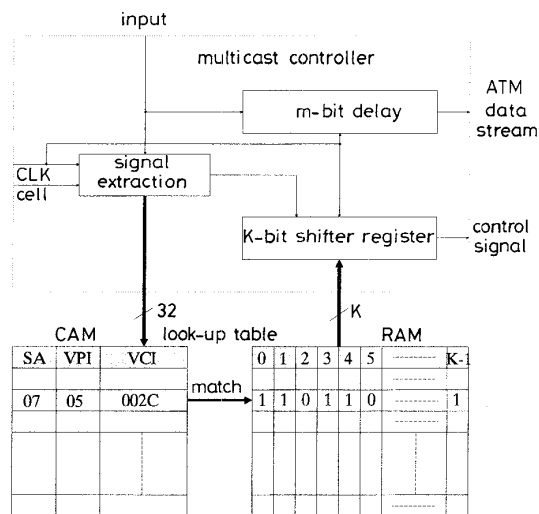 input
multicast controller
ATM
data
stream
m-bit delay
CLK
cell
signal
extraction
K-bit shifter register
control
signal
32
K
CAM
look-up table
RAM
SA VPI VCI
0 1 2 3 4 5 K-1
07 05 002C
match
1 1 0 1 1 0 1